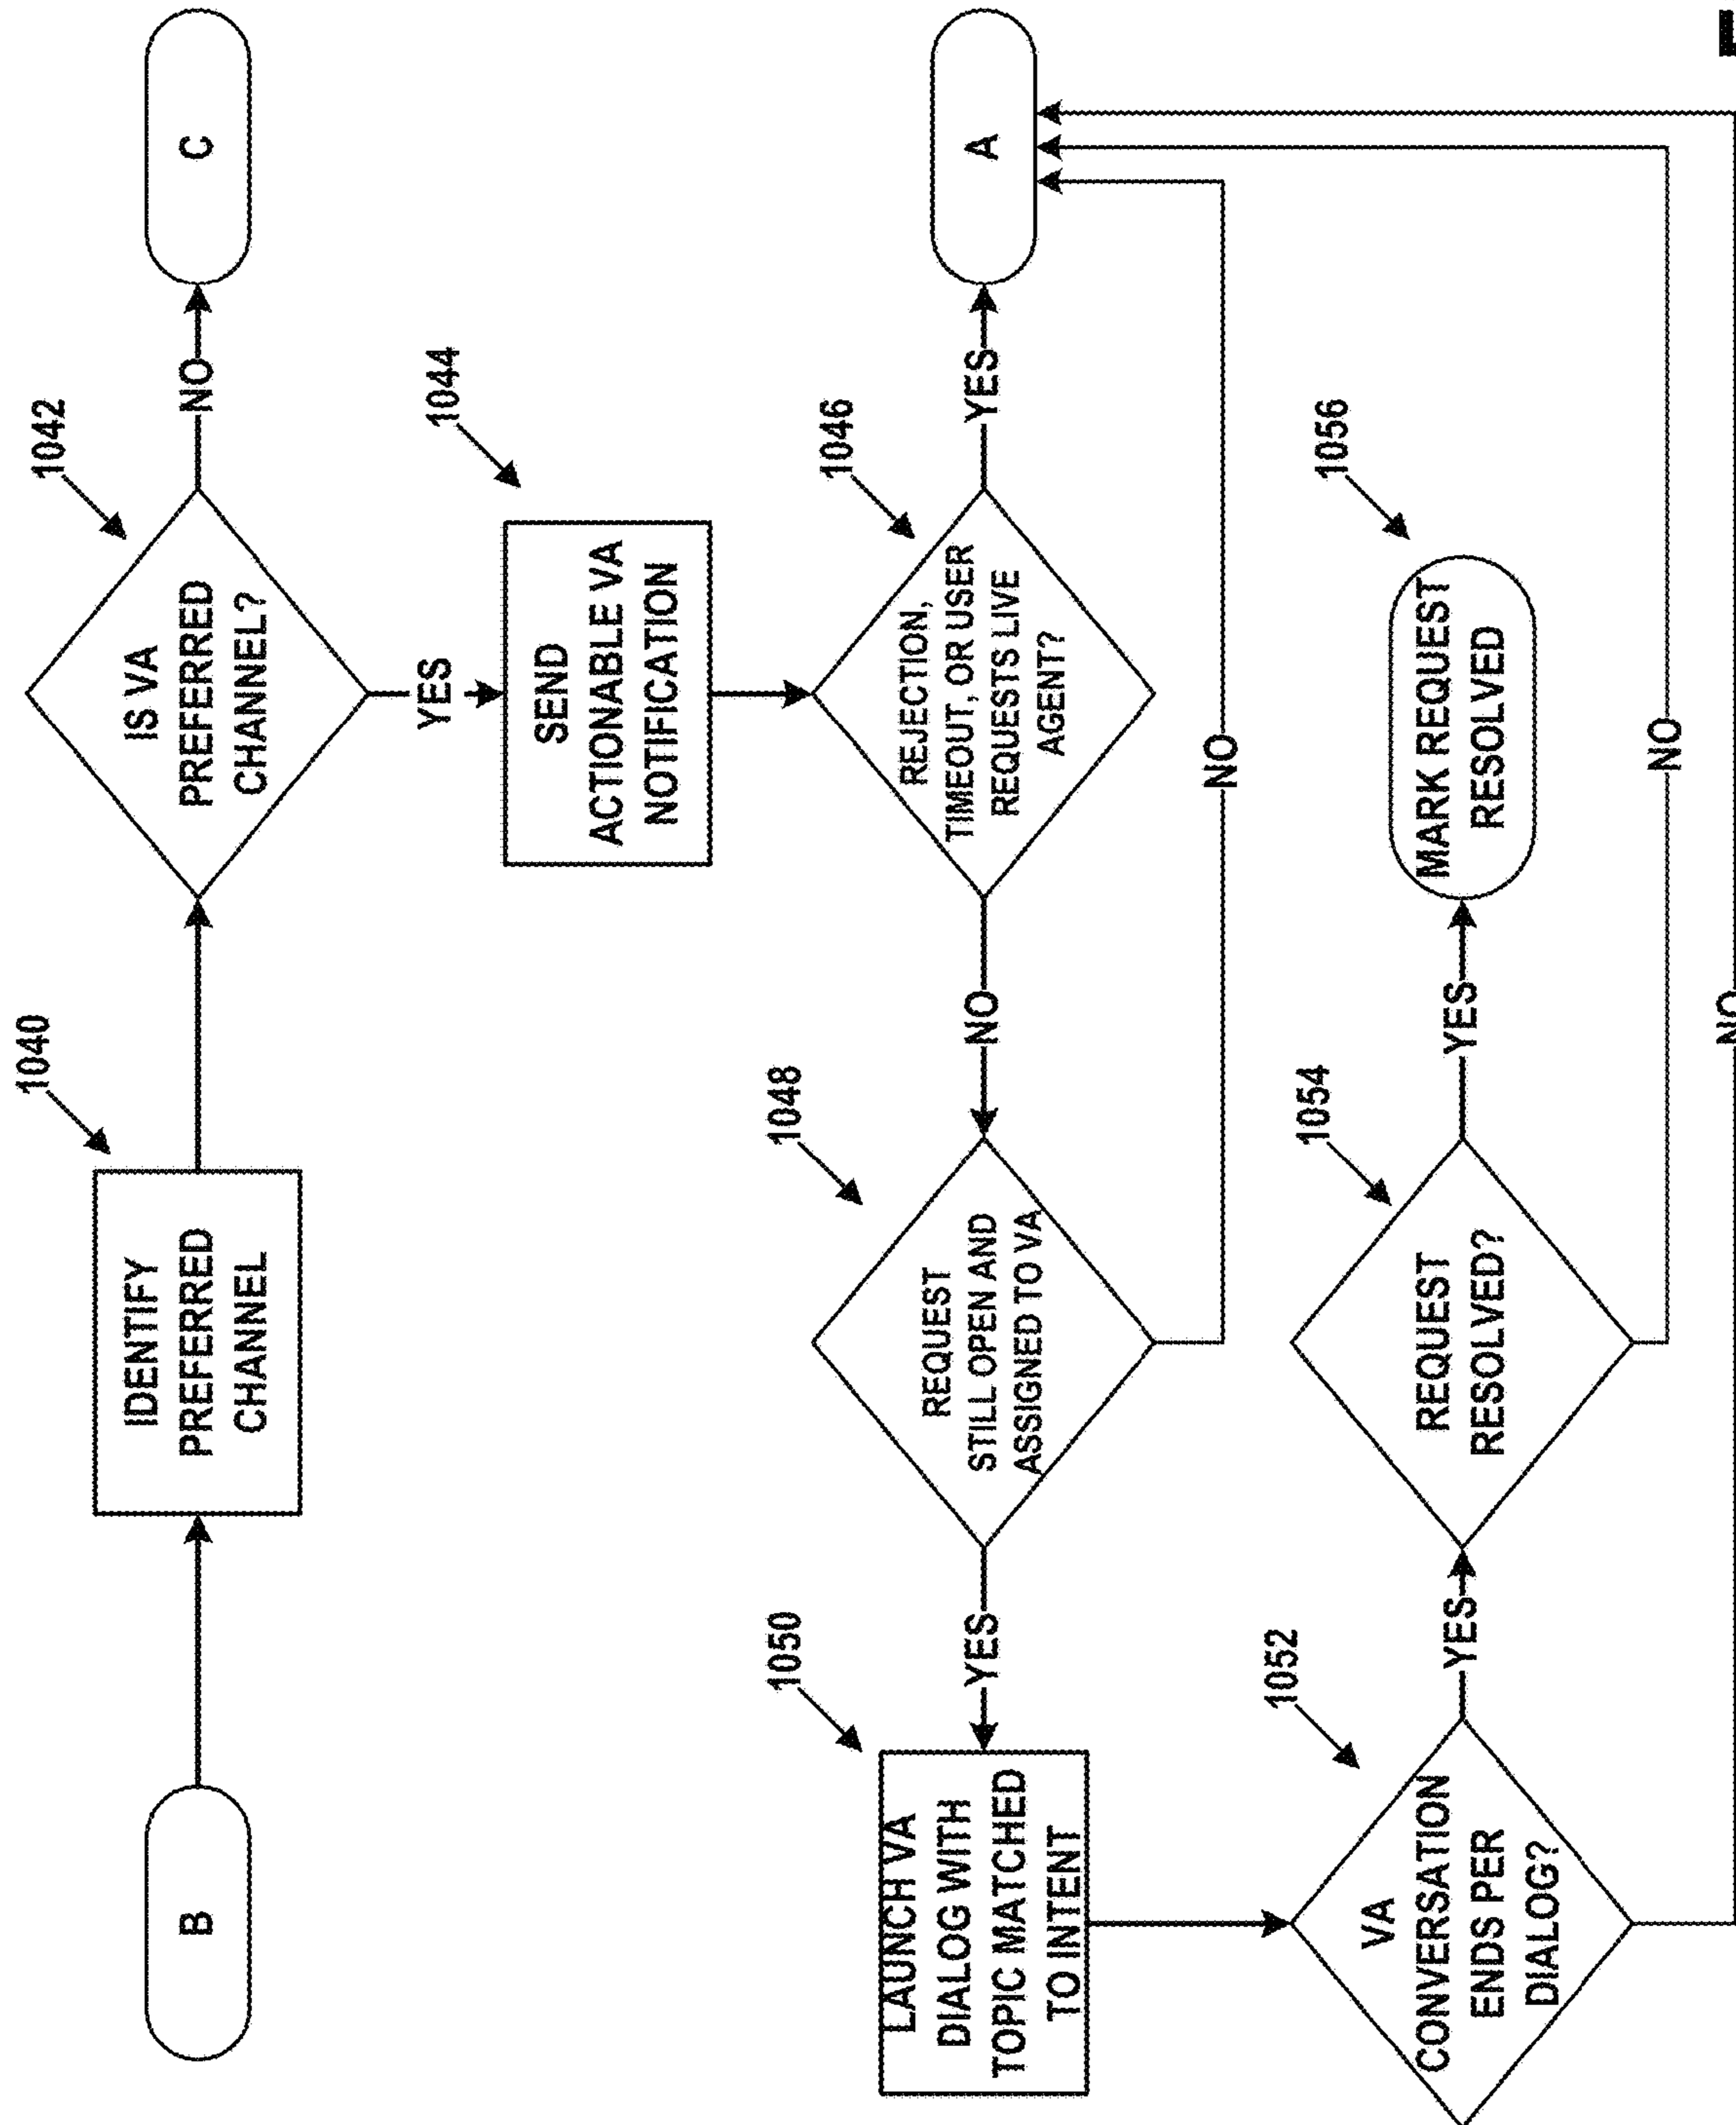 B
1040
IDENTIFY
PREFERRED
CHANNEL
1042
IS VA
PREFERRED
CHANNEL?
NO
C
YES
1044
SEND
ACTIONABLE VA
NOTIFICATION
1046
REJECTION,
TIMEOUT, OR USER
REQUESTS LIVE
AGENT?
YES
A
NO
1048
REQUEST
STILL OPEN AND
ASSIGNED TO VA
NO
YES
1050
LAUNCH VA
DIALOG WITH
TOPIC MATCHED
TO INTENT
1052
VA
CONVERSATION
ENDS PER
DIALOG?
YES
1054
REQUEST
RESOLVED?
YES
1056
MARK REQUEST
RESOLVED
NO
NO